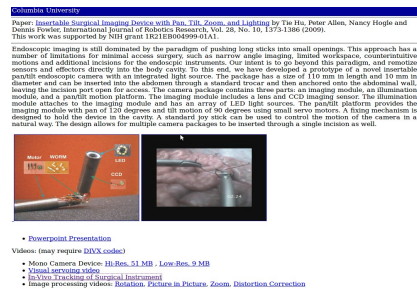 Columbia University
Paper: Insertable Surgical Imaging Device with Pan, Tilt, Zoom, and Lighting by Tie Hu, Peter Allen, Nancy Hogle and
Dennis Fowler, International Journal of Robotics Research, Vol. 28, No. 10, 1373-1386 (2009).
This work was supported by NIH grant 1R21EB004999-01A1.
Endoscopic imaging is still dominated by the paradigm of pushing long sticks into small openings. This approach has a
number of limitations for minimal access surgery, such as narrow angle imaging, limited workspace, counterintuitive
motions and additional incisions for the endoscopic instruments. Our intent is to go beyond this paradigm, and remotize
sensors and effectors directly into the body cavity. To this end, we have developed a prototype of a novel insertable
pan/tilt endoscopic camera with an integrated light source. The package has a size of 110 mm in length and 10 mm in
diameter and can be inserted into the abdomen through a standard trocar and then anchored onto the abdominal wall,
leaving the incision port open for access. The camera package contains three parts: an imaging module, an illumination
module, and a pan/tilt motion platform. The imaging module includes a lens and CCD imaging sensor. The illumination
module attaches to the imaging module and has an array of LED light sources. The pan/tilt platform provides the
imaging module with pan of 120 degrees and tilt motion of 90 degrees using small servo motors. A fixing mechanism is
designed to hold the device in the cavity. A standard joy stick can be used to control the motion of the camera in a
natural way. The design allows for multiple camera packages to be inserted through a single incision as well.
Motor WORM
LED
CCD
Powerpoint Presentation
Videos: (may require DIVX codec)
Mono Camera Device: Hi-Res, 51 MB , Low-Res, 9 MB
Visual servoing video
In-Vivo Tracking of Surgical Instrument
Image processing videos: Rotation, Picture in Picture, Zoom, Distortion Correction